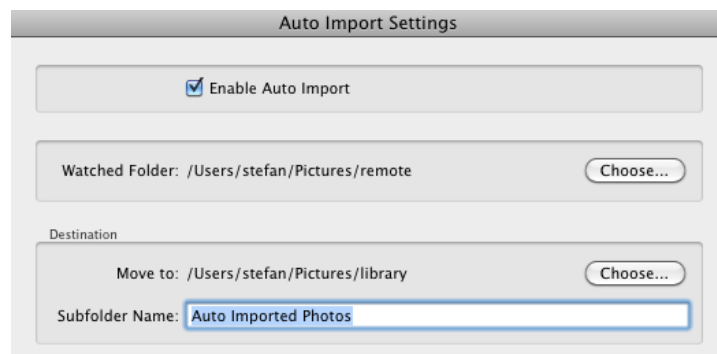 Auto Import Settings
Enable Auto Import
Watched Folder: /Users/stefan/Pictures/remote Choose...
Destination
Move to: /Users/stefan/Pictures/library Choose...
Subfolder Name: Auto Imported Photos